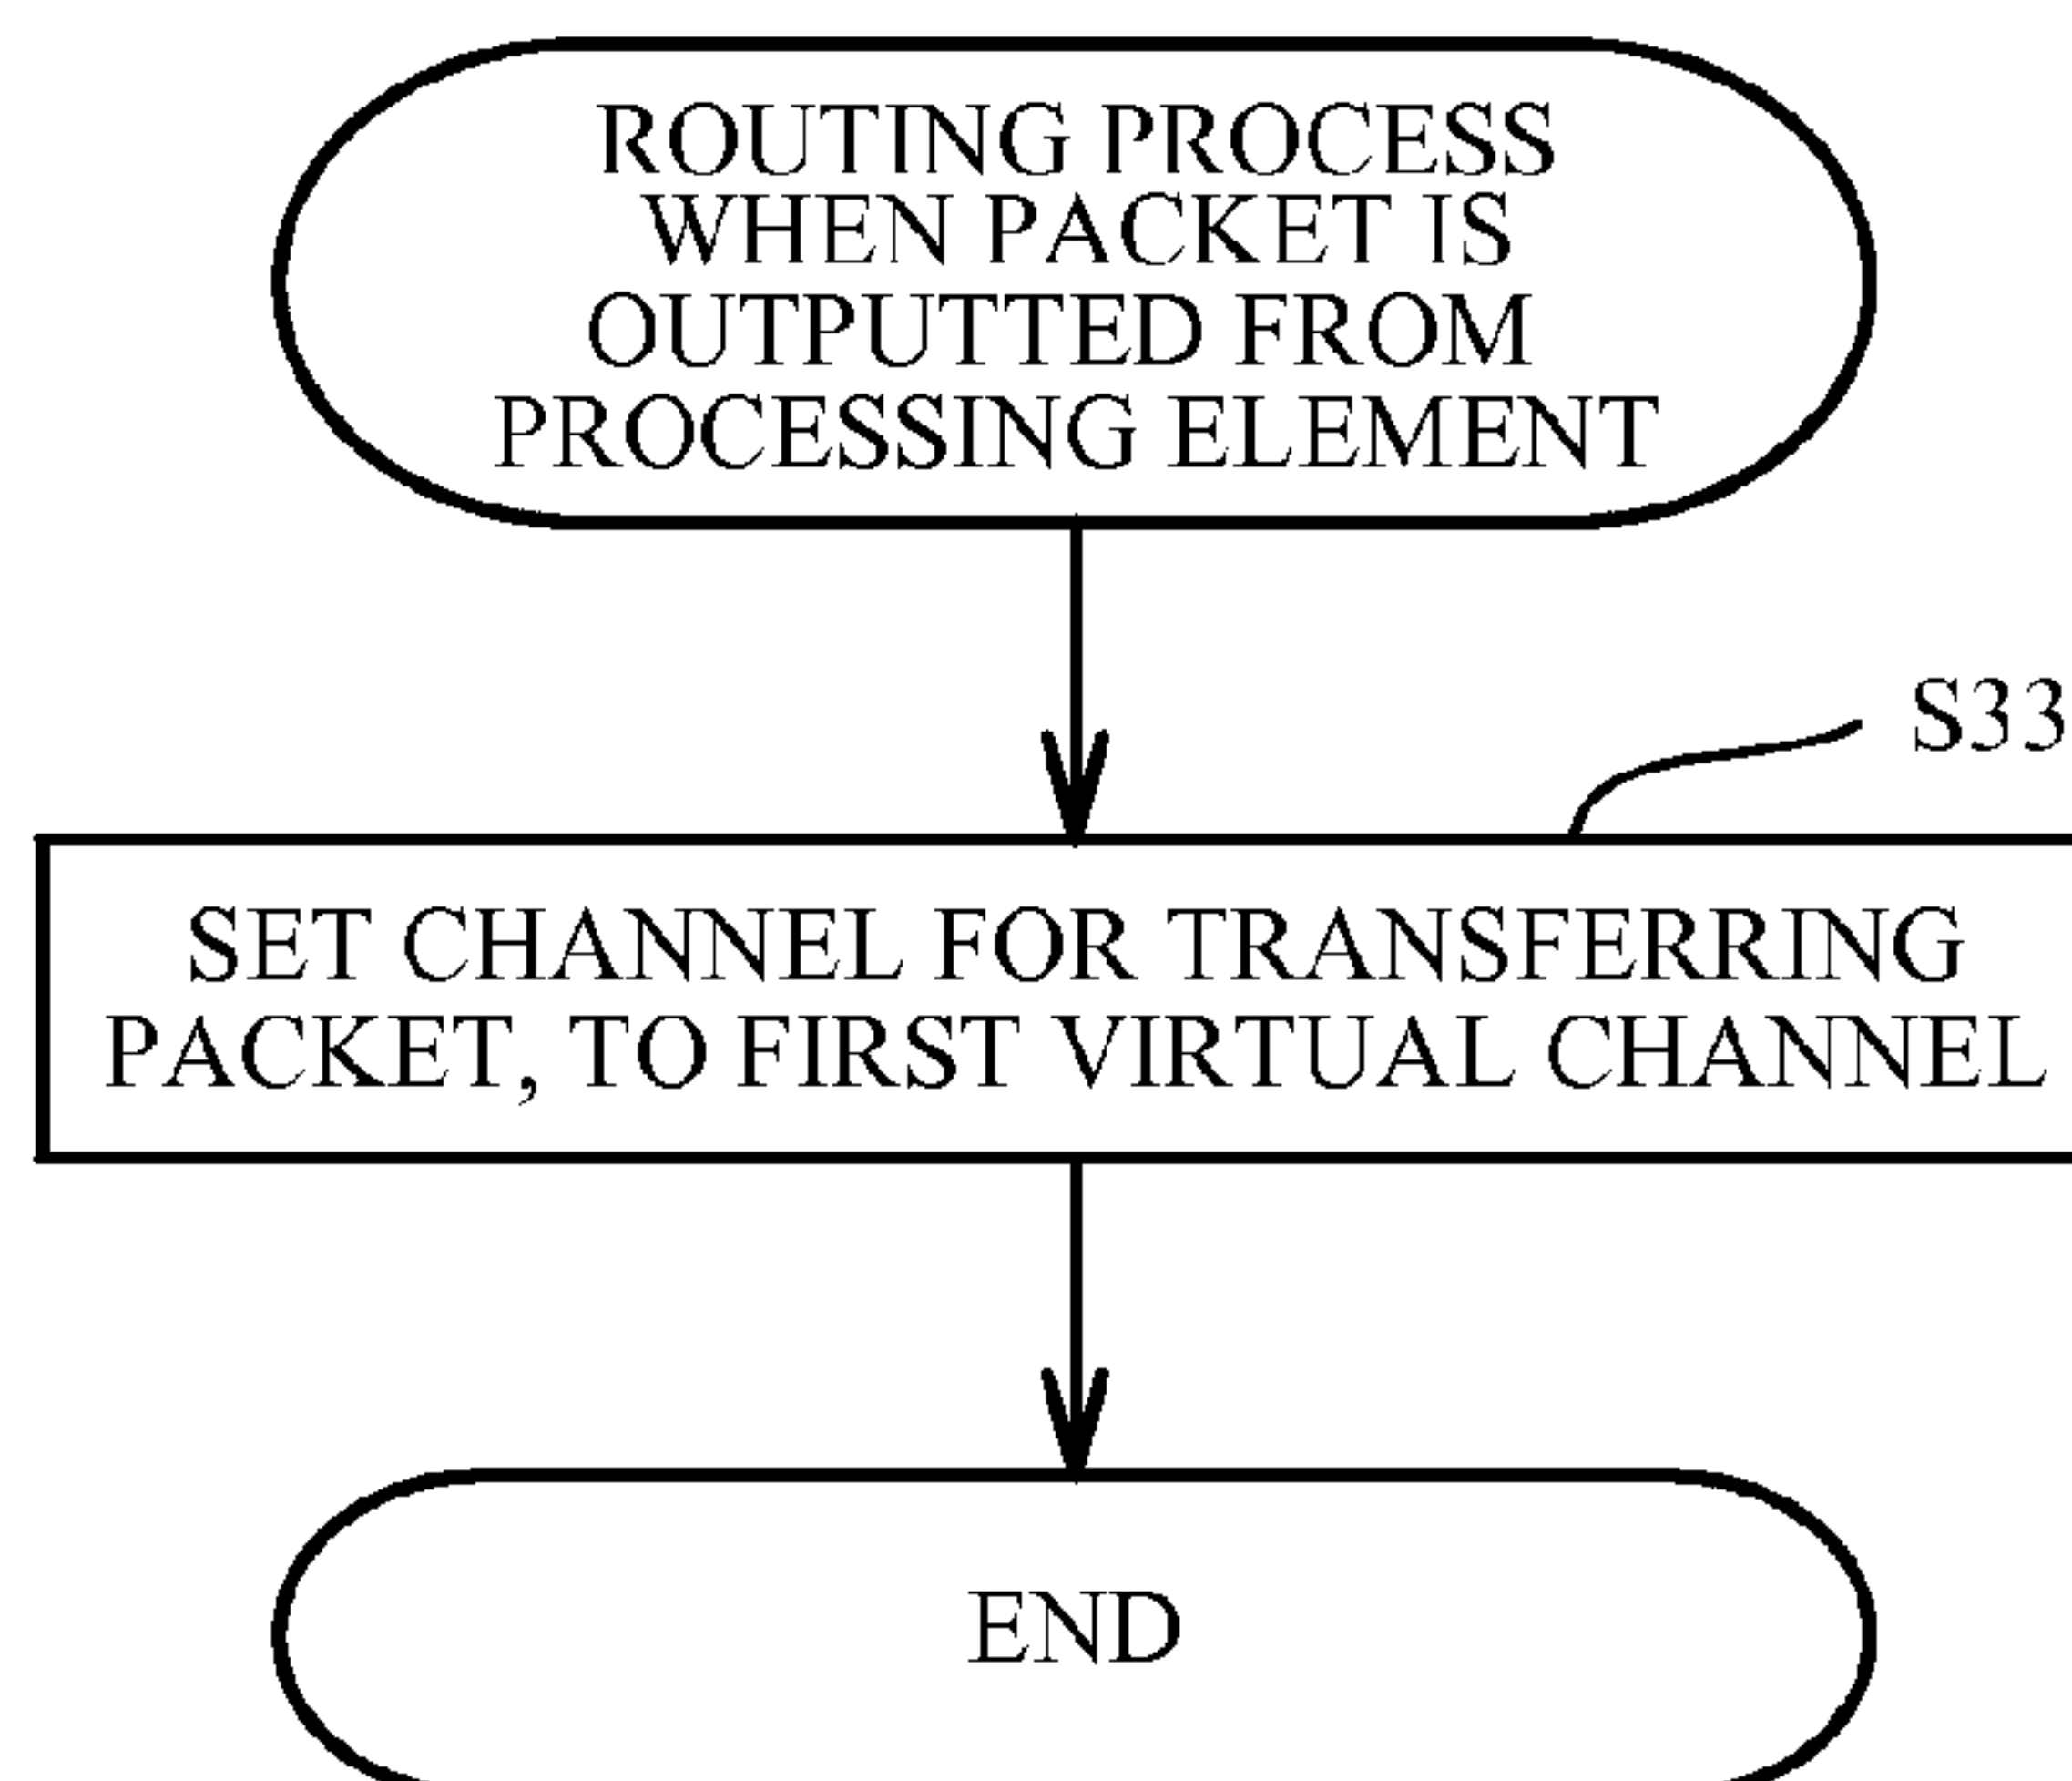 ROUTING PROCESS
WHEN PACKET IS
OUTPUTTED FROM
PROCESSING ELEMENT
S33
SET CHANNEL FOR TRANSFERRING
PACKET, TO FIRST VIRTUAL CHANNEL
END